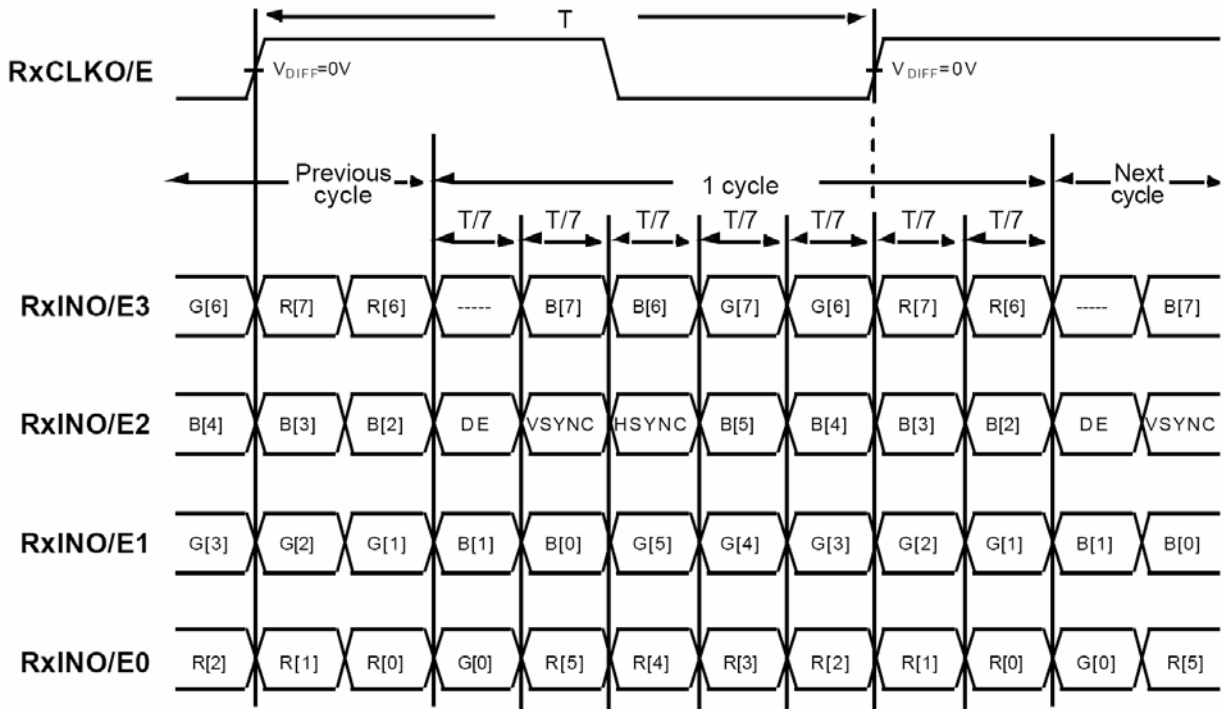 T
RxCLKO/E
VDIFF=0V VDIFF=0V
Previous cycle
1 cycle
Next cycle
T/7 T/7 T/7 T/7 T/7 T/7 T/7
RxINO/E3 G[6] R[7] R[6] ----- B[7] B[6] G[7] G[6] R[7] R[6] ----- B[7]
RxINO/E2 B[4] B[3] B[2] DE VSYNC HSYNC B[5] B[4] B[3] B[2] DE VSYNC
RxINO/E1 G[3] G[2] G[1] B[1] B[0] G[5] G[4] G[3] G[2] G[1] B[1] B[0]
RxINO/E0 R[2] R[1] R[0] G[0] R[5] R[4] R[3] R[2] R[1] R[0] G[0] R[5]